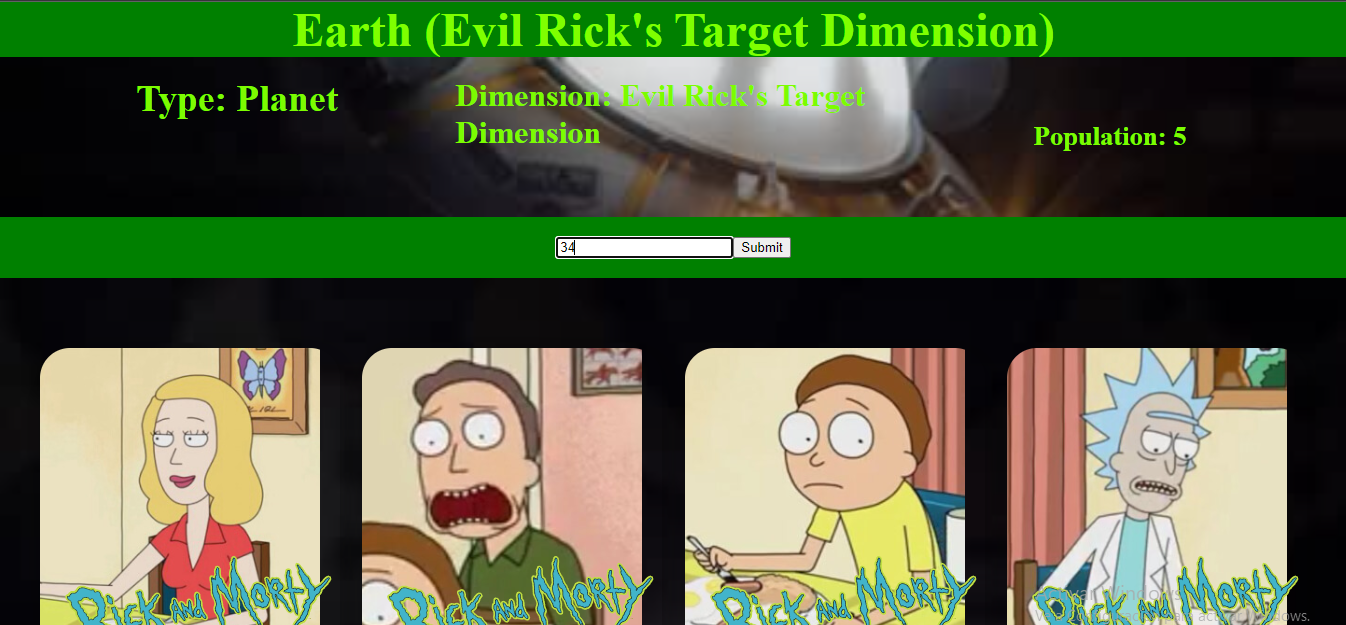 Earth (Evil Rick's Target Dimension)
Type: Planet
Dimension: Evil Rick's Target
Dimension
Population: 5
34
Submit
Rick AND Morty
Rick AND Morty
Rick AND Morty
Rick AND Morty